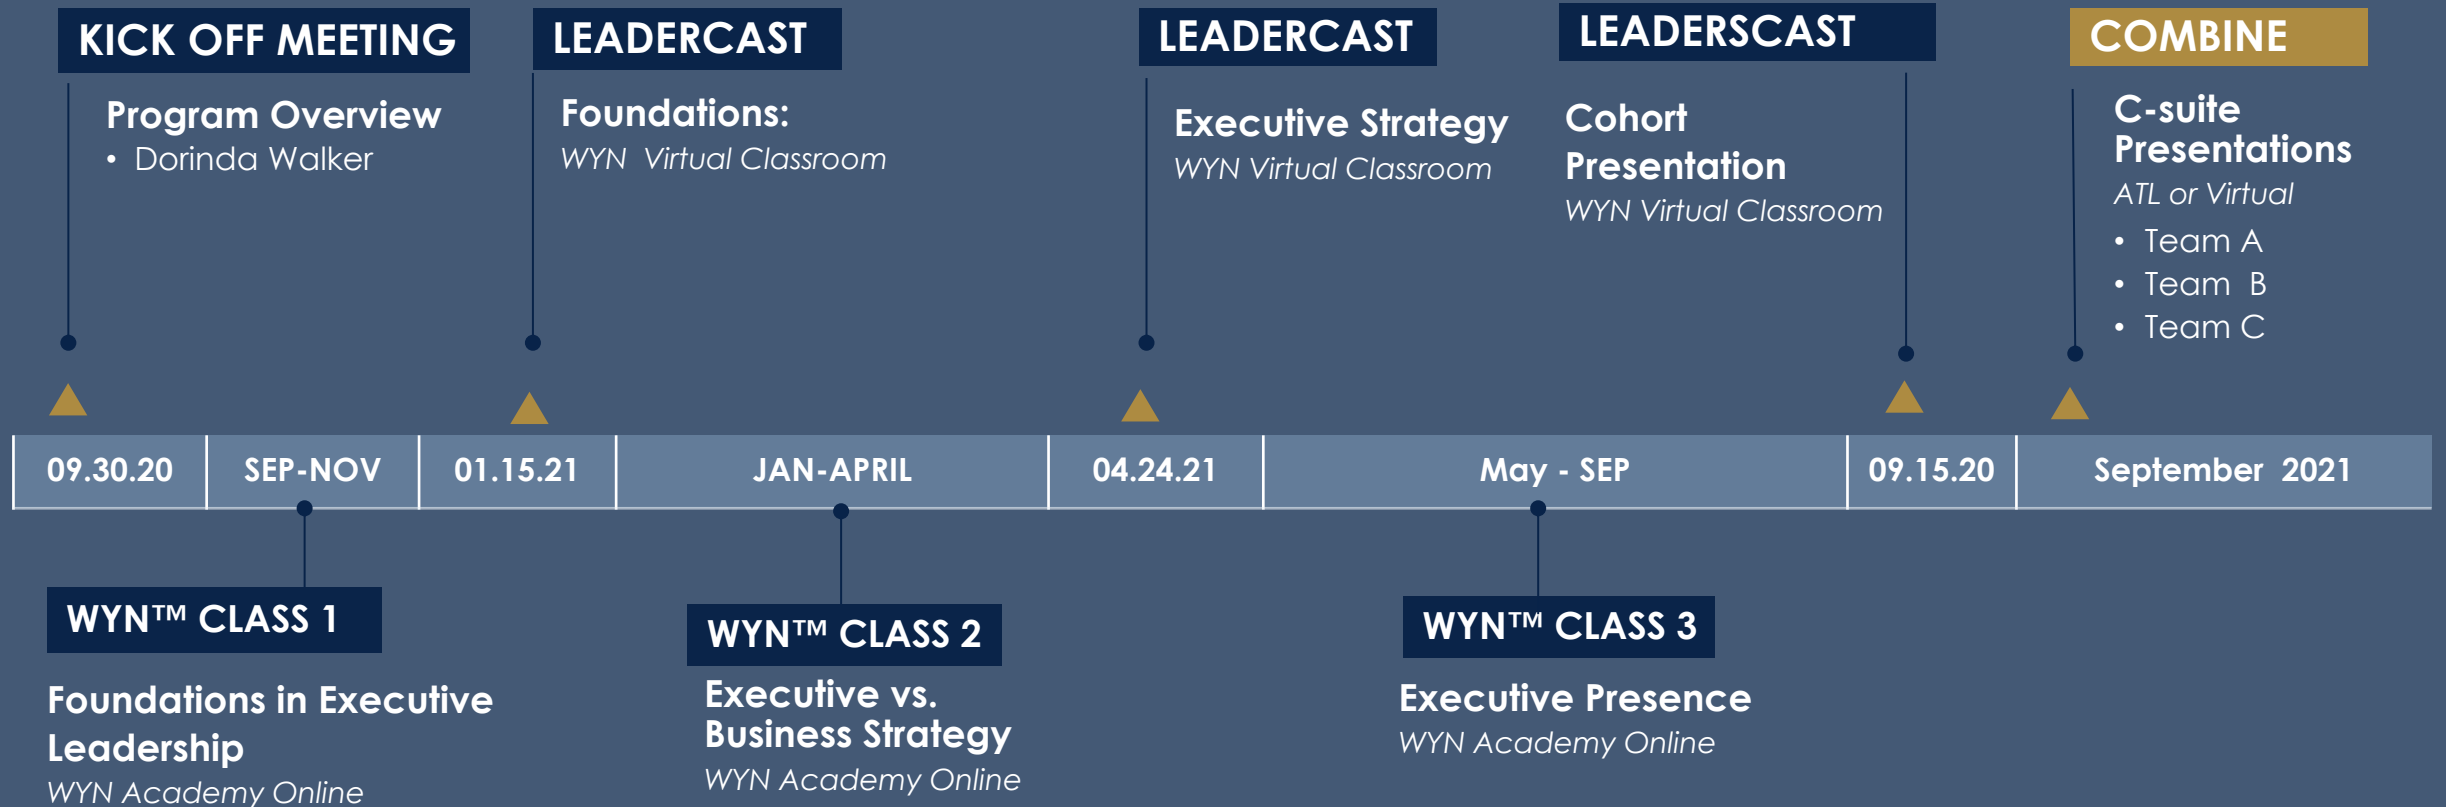 KICK OFF MEETING
Program Overview
• Dorinda Walker
LEADERCAST
Foundations:
WYN Virtual Classroom
LEADERCAST
Executive Strategy
WYN Virtual Classroom
LEADERSCAST
Cohort
Presentation
WYN Virtual Classroom
COMBINE
C-suite
Presentations
ATL or Virtual
• Team A
• Team B
• Team C
09.30.20
SEP-NOV
01.15.21
JAN-APRIL
04.24.21
May - SEP
09.15.20
September 2021
WYN™ CLASS 1
Foundations in Executive
Leadership
WYN Academy Online
WYN™ CLASS 2
Executive vs.
Business Strategy
WYN Academy Online
WYN™ CLASS 3
Executive Presence
WYN Academy Online